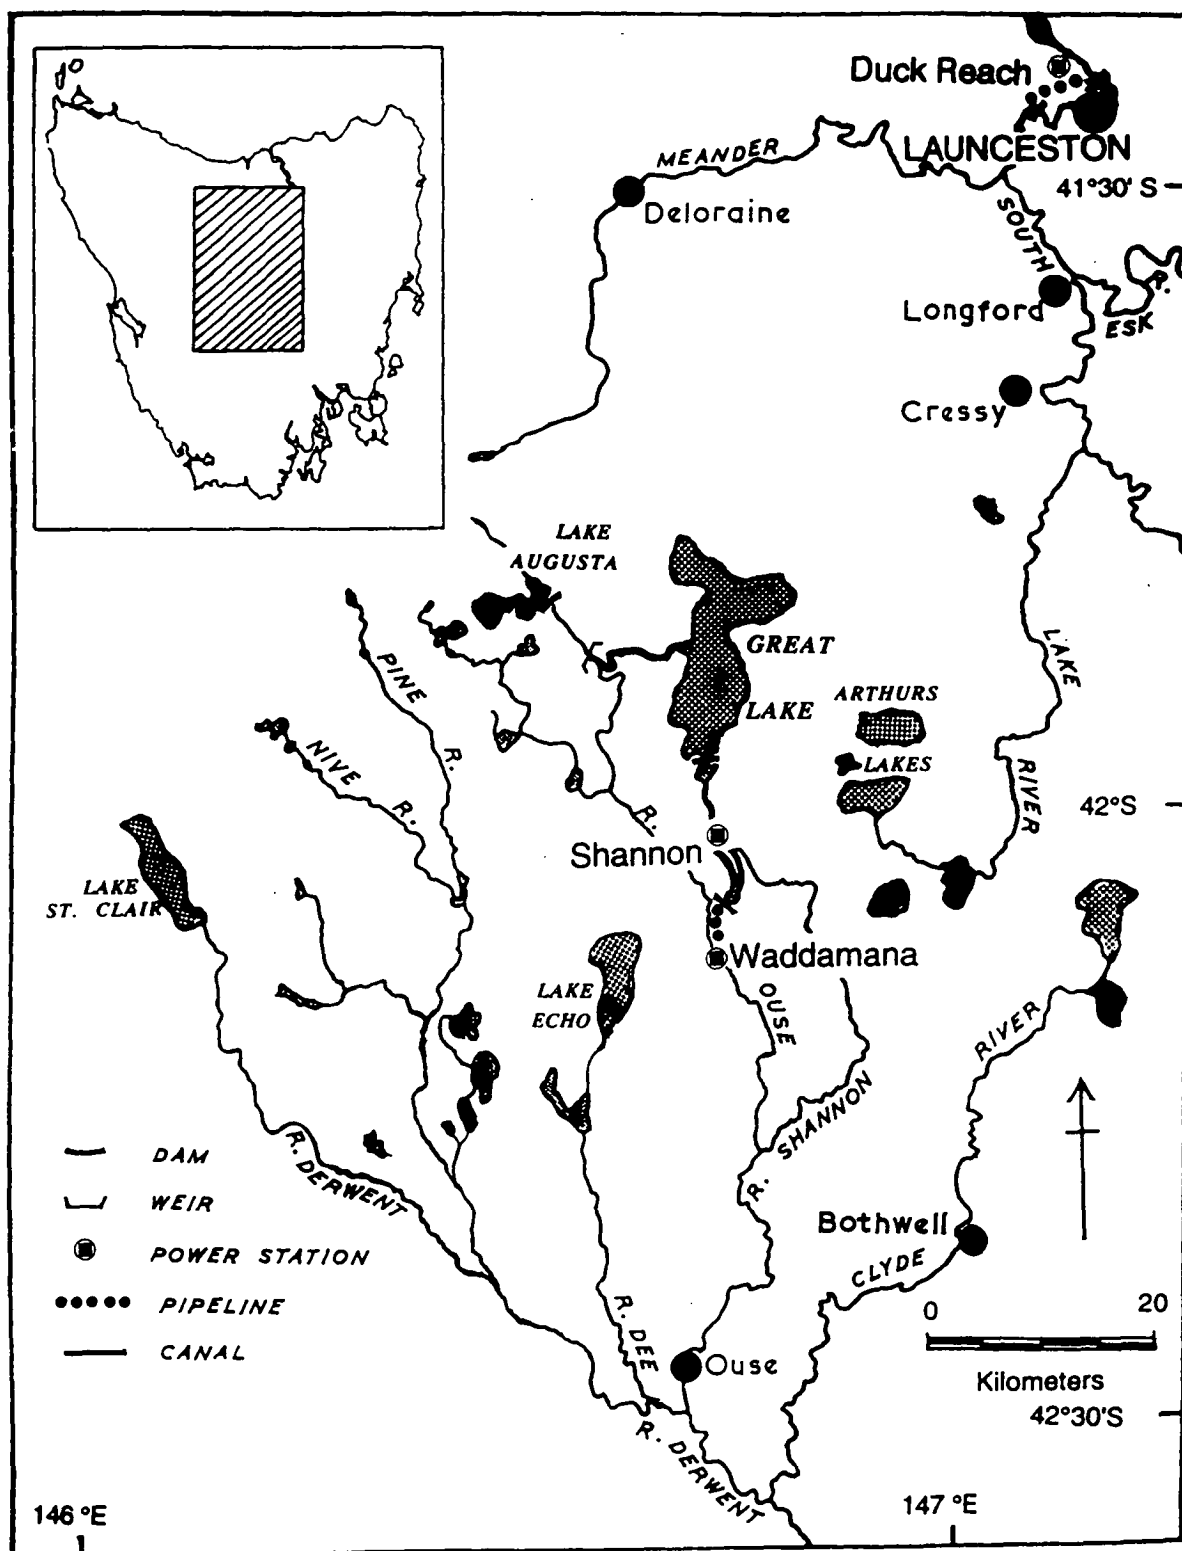 Duck Reach
LAUNCESTON
MEANDER
41°30' S
Deloraine
SOUTH
ESK
R.
Longford
Cressy
LAKE
AUGUSTA
GREAT
LAKE
PINE
R.
NIVE
R.
R.
ARTHURS
LAKES
LAKE
RIVER
42°S
Shannon
LAKE
ST. CLAIR
Waddamana
LAKE
ECHO
OUSE
RIVER
R. SHANNON
R. DERWENT
Bothwell
CLYDE
DAM
WEIR
POWER STATION
PIPELINE
CANAL
0 20
Kilometers
R. DEE
Ouse
42°30'S
R. DERWENT
146 °E
147 °E